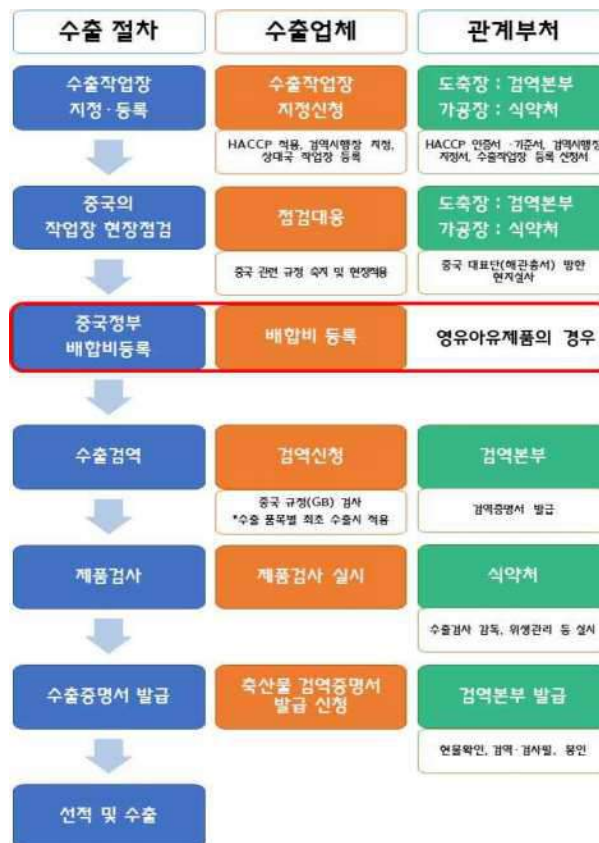 수출 절차
수출업체
관계부처
수출작업장
지정·등록
수출작업장
지정신청
도축장 : 검역본부
가공장 : 식약처
HACCP 적용, 검역시행장 지정,
상대국 작업장 등록
HACCP 인증서·기준서, 검역시행장
지정서, 수출작업장 등록 신청서
중국의
작업장 현장점검
점검대응
도축장 : 검역본부
가공장 : 식약처
중국 관련 규정 숙지 및 현장적용
중국 대표단(해관총서) 방한
현지실사
중국정부
배합비등록
배합비 등록
영유아유제품의 경우
수출검역
검역신청
검역본부
중국 규정(GB) 검사
*수출 품목별 최초 수출시 적용
검역증명서 발급
제품검사
제품검사 실시
식약처
수출검사 감독, 위생관리 등 실시
수출증명서 발급
축산물 검역증명서
발급 신청
검역본부 발급
현물확인, 검역·검사필, 봉인
선적 및 수출